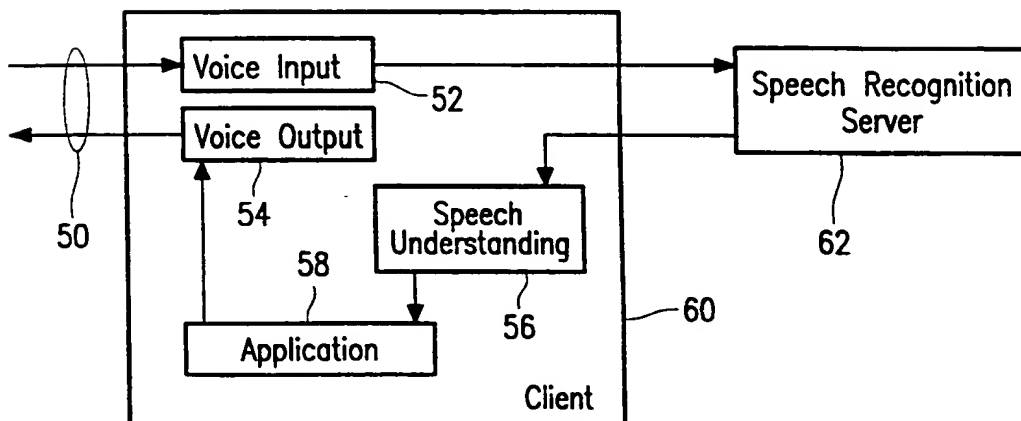 Voice Input
52
Speech Recognition
Server
62
Voice Output
54
50
Speech
Understanding
56
58
60
Application
Client